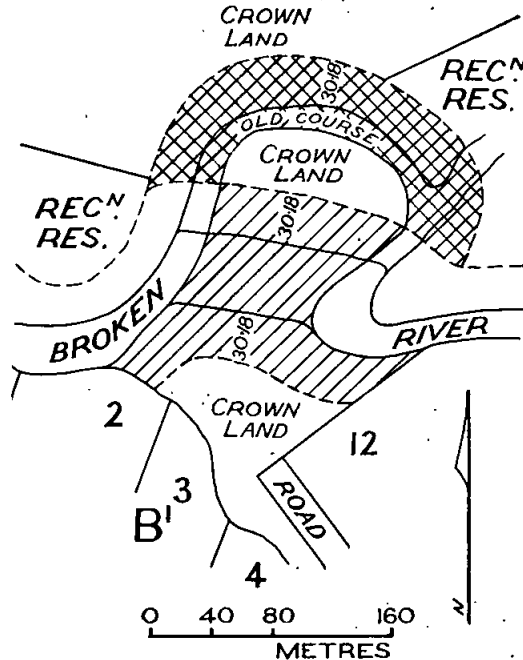 CROWN
LAND
30·18
RECN.
RES.
OLD COURSE
CROWN
LAND
RECN.
RES.
30·18
BROKEN
RIVER
30·18
2
CROWN
LAND
12
3
B1
ROAD
4
N
0 40 80 160
METRES